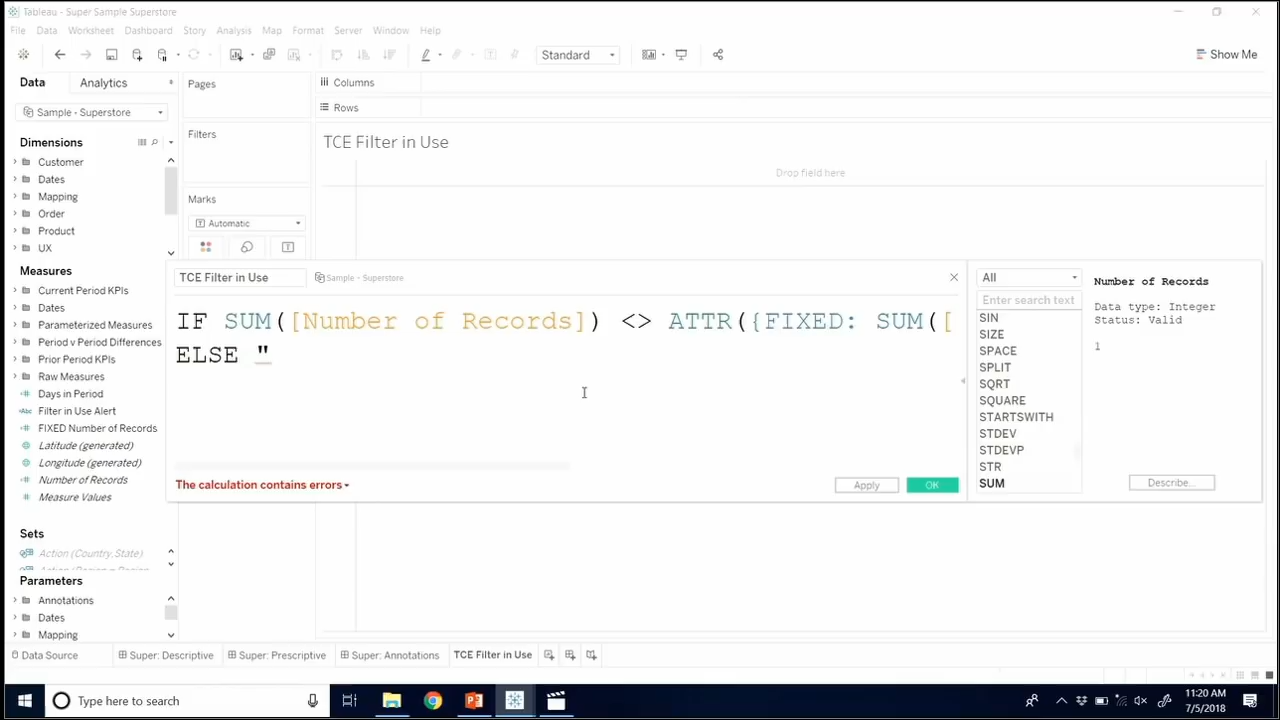 Tableau - Super Sample Superstore
File Data Worksheet Dashboard Story Analysis Map Format Server Window Help
Standard
Show Me
Data Analytics
Pages
Columns
Sample - Superstore
Rows
Filters
Dimensions
TCE Filter in Use
Customer
Drop field here
Dates
Mapping
Marks
Order
Automatic
Product
UX
Measures
TCE Filter in Use
Sample - Superstore
All
Number of Records
Current Period KPIs
Enter search text
Data type: Integer
Dates
SIN
Status: Valid
Parameterized Measures
IF SUM([Number of Records]) <> ATTR({FIXED: SUM([
SIZE
Period v Period Differences
ELSE "
SPACE
1
Prior Period KPIs
SPLIT
Raw Measures
SQRT
Days in Period
SQUARE
Filter in Use Alert
STARTSWITH
FIXED Number of Records
STDEV
Latitude (generated)
STDEVP
Longitude (generated)
STR
Number of Records
The calculation contains errors
Apply
OK
SUM
Describe...
Measure Values
Sets
Action (Country,State)
Parameters
Annotations
Dates
Mapping
Data Source Super: Descriptive Super: Prescriptive Super: Annotations TCE Filter in Use
Type here to search
11:20 AM
7/5/2018